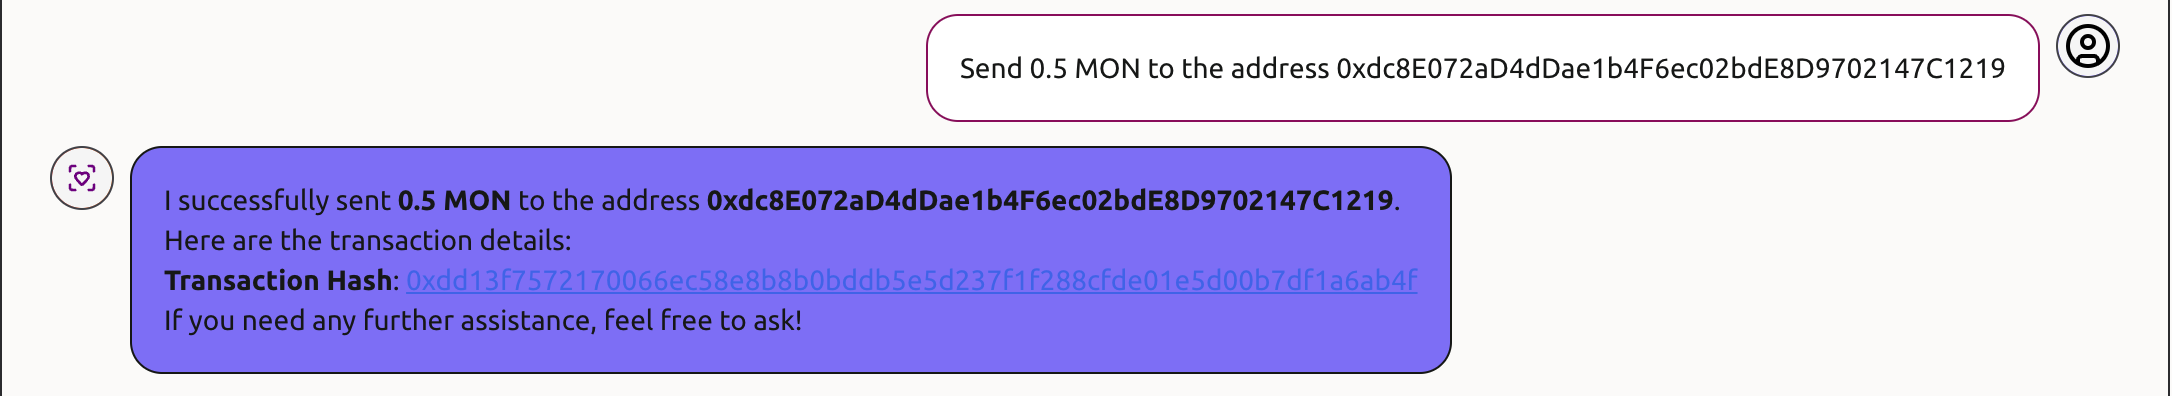 Send 0.5 MON to the address 0xdc8E072aD4dDae1b4F6ec02bdE8D9702147C1219
I successfully sent 0.5 MON to the address 0xdc8E072aD4dDae1b4F6ec02bdE8D9702147C1219.
Here are the transaction details:
Transaction Hash: 0xdd13f7572170066ec58e8b8b0bddb5e5d237f1f288cfde01e5d00b7df1a6ab4f
If you need any further assistance, feel free to ask!